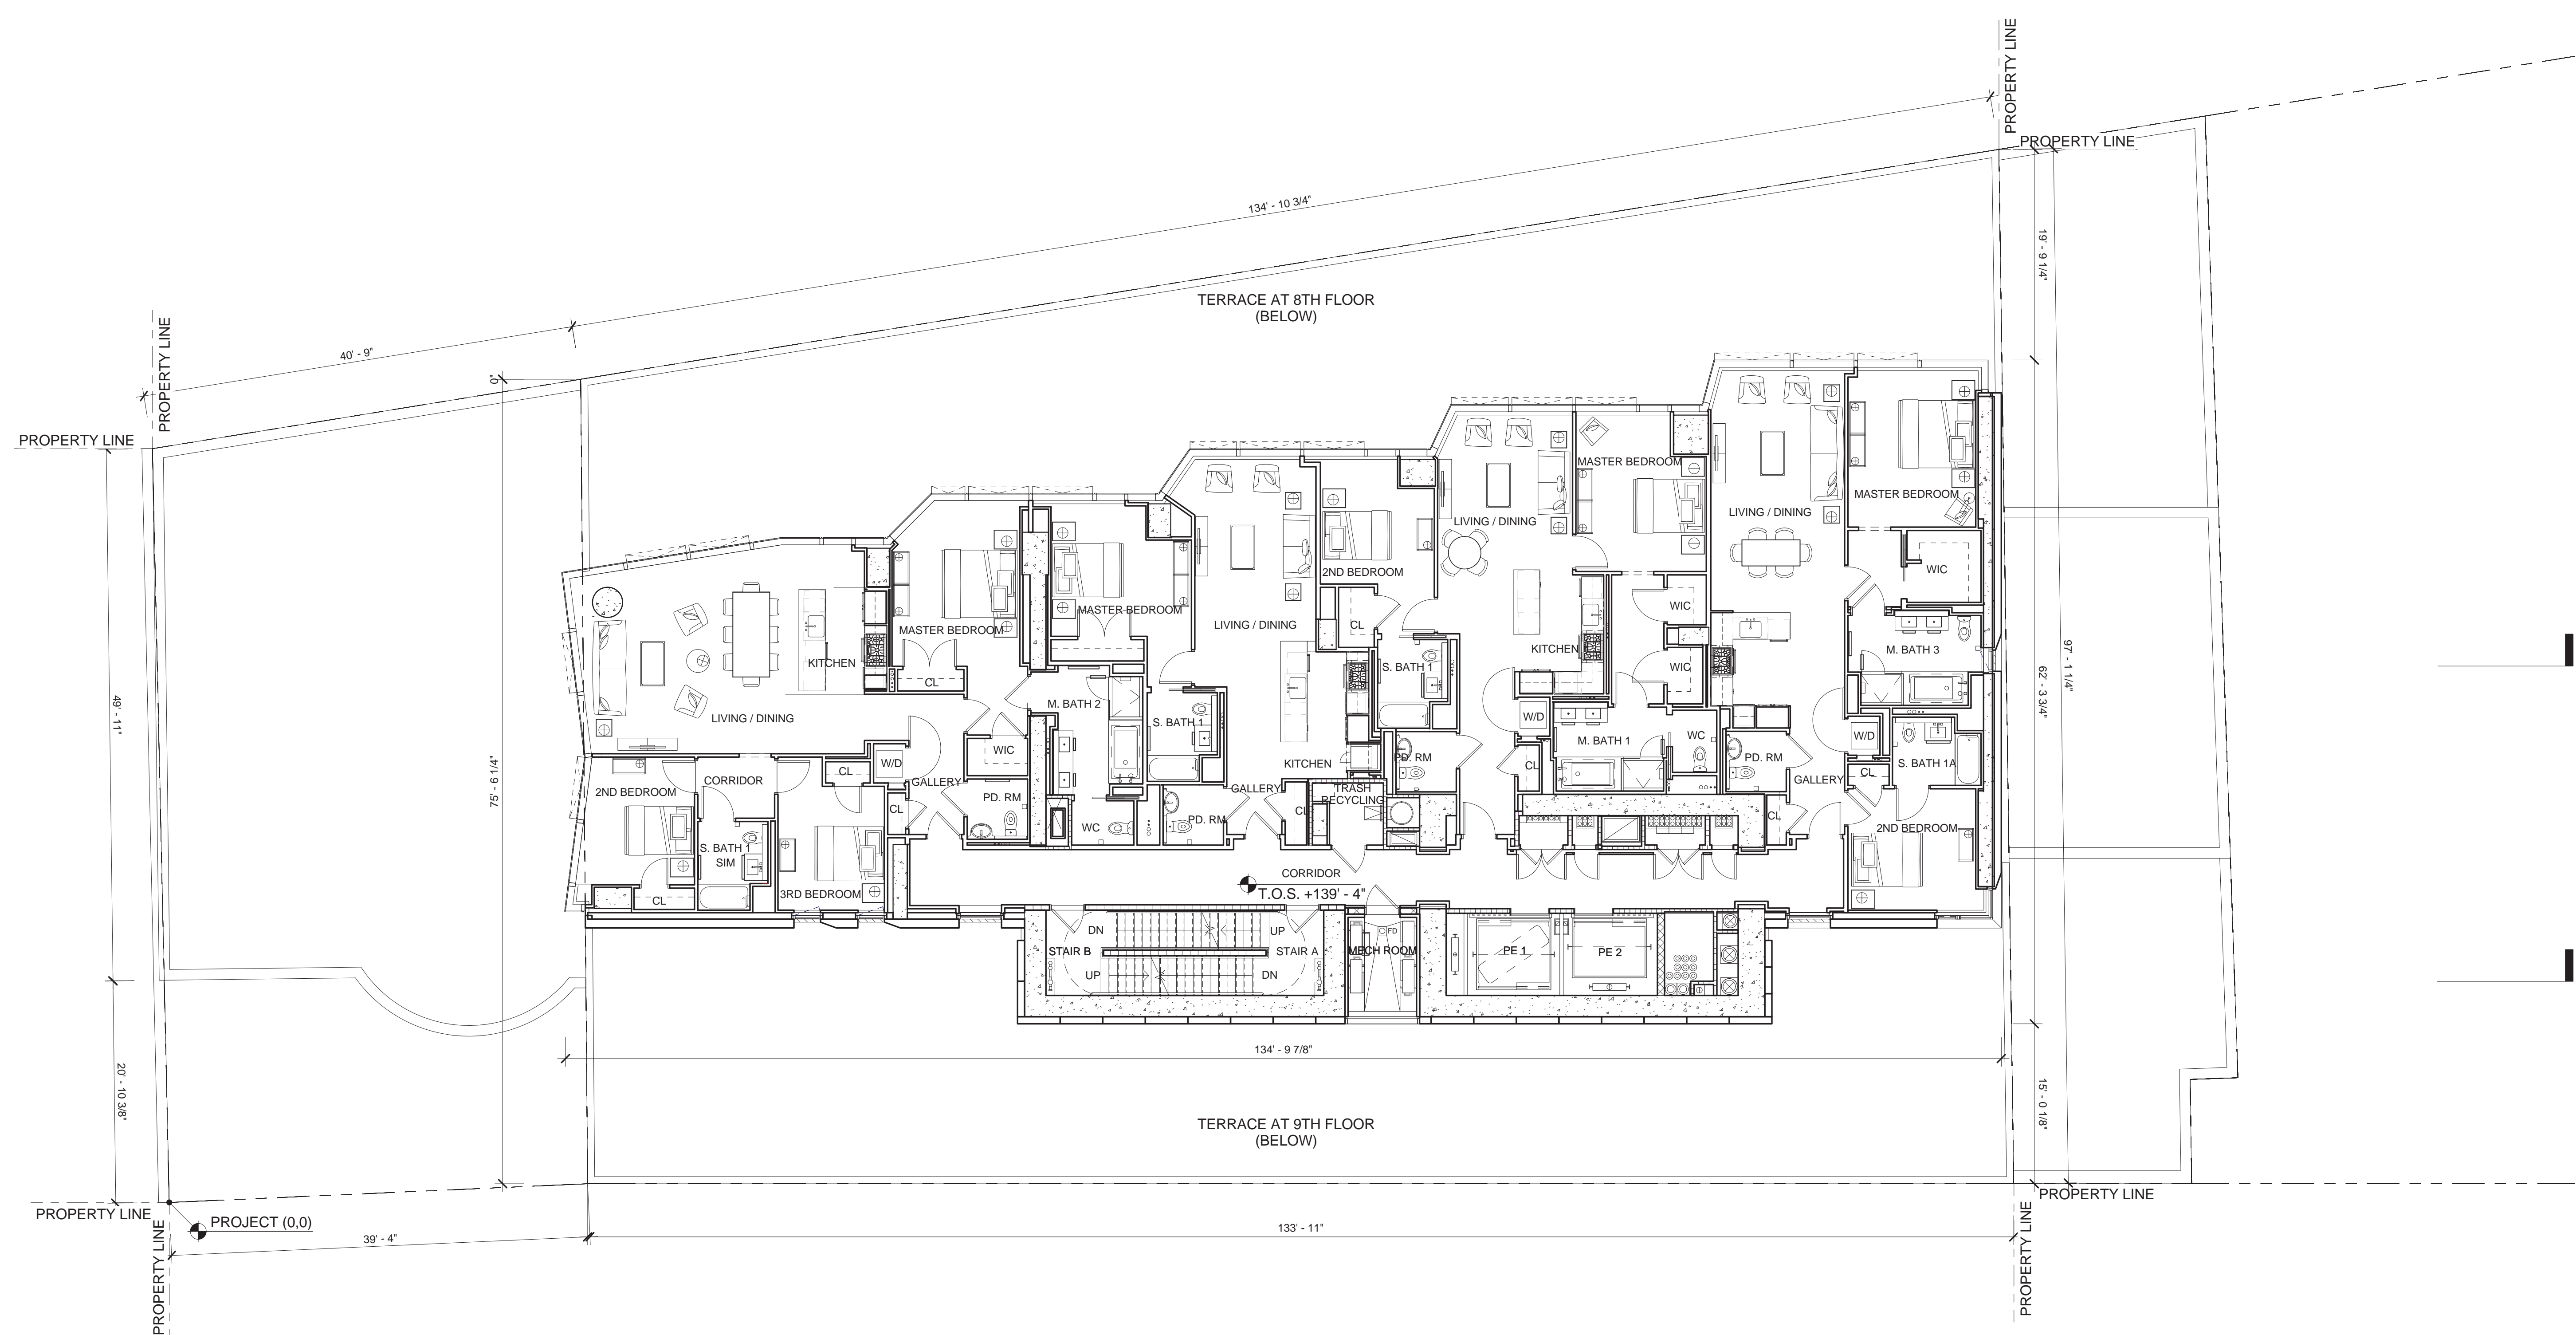 PROPERTY LINE
PROPERTY LINE
134' - 10 3/4"
19' - 9 1/4"
TERRACE AT 8TH FLOOR
(BELOW)
PROPERTY LINE
40' - 9"
0"
PROPERTY LINE
MASTER BEDROOM
MASTER BEDROOM
LIVING / DINING
LIVING / DINING
2ND BEDROOM
WIC
WIC
MASTER BEDROOM
LIVING / DINING
CL
MASTER BEDROOM
KITCHEN
KITCHEN
M. BATH 3
S. BATH 1
WIC
CL
97' - 1 1/4"
62' - 3 3/4"
49' - 11"
M. BATH 2
LIVING / DINING
S. BATH 1
W/D
M. BATH 1
WC
W/D
WIC
W/D
KITCHEN
PD. RM
CL
PD. RM
S. BATH 1A
CL
CL
CORRIDOR
GALLERY
GALLERY
GALLERY
2ND BEDROOM
75' - 6 1/4"
PD. RM
TRASH
RECYCLING
CL
CL
CL
PD. RM
WC
2ND BEDROOM
S. BATH 1
SIM
CORRIDOR
T.O.S. +139' - 4"
3RD BEDROOM
CL
DN
UP
FD
STAIR B
STAIR A
MECH ROOM
PE 1
PE 2
UP
DN
134' - 9 7/8"
20' - 10 3/8"
15' - 0 1/8"
TERRACE AT 9TH FLOOR
(BELOW)
PROPERTY LINE
PROPERTY LINE
PROJECT (0,0)
133' - 11"
39' - 4"
PROPERTY LINE
PROPERTY LINE